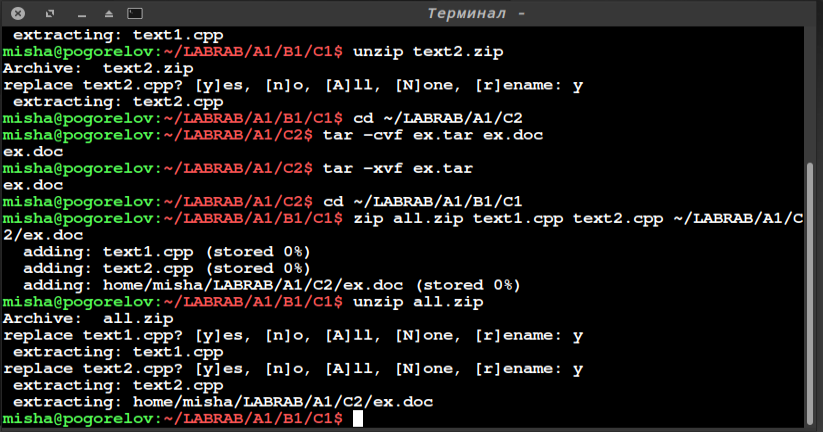 Терминал -
 extracting: text1.cpp
misha@pogorelov:~/LABRAB/A1/B1/C1$ unzip text2.zip
Archive:  text2.zip
replace text2.cpp? [y]es, [n]o, [A]ll, [N]one, [r]ename: y
 extracting: text2.cpp
misha@pogorelov:~/LABRAB/A1/B1/C1$ cd ~/LABRAB/A1/C2
misha@pogorelov:~/LABRAB/A1/C2$ tar -cvf ex.tar ex.doc
ex.doc
misha@pogorelov:~/LABRAB/A1/C2$ tar -xvf ex.tar
ex.doc
misha@pogorelov:~/LABRAB/A1/C2$ cd ~/LABRAB/A1/B1/C1
misha@pogorelov:~/LABRAB/A1/B1/C1$ zip all.zip text1.cpp text2.cpp ~/LABRAB/A1/C
2/ex.doc
  adding: text1.cpp (stored 0%)
  adding: text2.cpp (stored 0%)
  adding: home/misha/LABRAB/A1/C2/ex.doc (stored 0%)
misha@pogorelov:~/LABRAB/A1/B1/C1$ unzip all.zip
Archive:  all.zip
replace text1.cpp? [y]es, [n]o, [A]ll, [N]one, [r]ename: y
 extracting: text1.cpp
replace text2.cpp? [y]es, [n]o, [A]ll, [N]one, [r]ename: y
 extracting: text2.cpp
 extracting: home/misha/LABRAB/A1/C2/ex.doc
misha@pogorelov:~/LABRAB/A1/B1/C1$